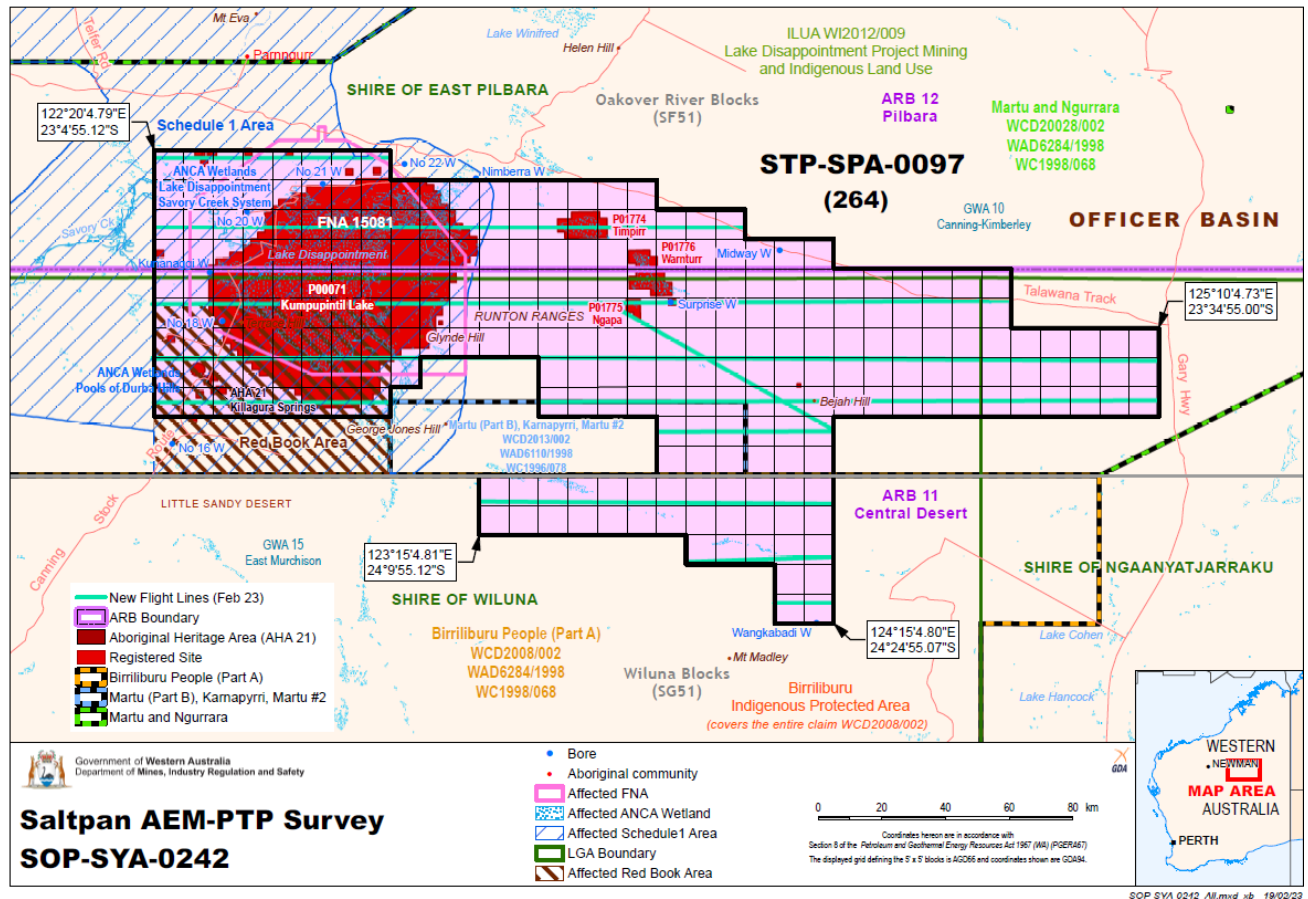 Mt Eva
Telfer Rd
Parnngurr
Lake Winifred
Helen Hill
ILUA WI2012/009
Lake Disappointment Project Mining
and Indigenous Land Use
SHIRE OF EAST PILBARA
Oakover River Blocks
(SF51)
ARB 12
Pilbara
Martu and Ngurrara
WCD20028/002
WAD6284/1998
WC1998/068
122°20'4.79"E
23°4'55.12"S
Schedule 1 Area
STP-SPA-0097
(264)
ANCA Wetlands
Lake Disappointment
Savory Creek System
No 21 W
No 22 W
Nimberra W
GWA 10
Canning-Kimberley
OFFICER BASIN
Savory Ck
No 20 W
FNA 15081
P01774
Timpirr
Lake Disappointment
P01776
Warnturr
Midway W
Kunanaggi W
P00071
Kumpupintil Lake
Surprise W
Talawana Track
125°10'4.73"E
23°34'55.00"S
No 18 W
RUNTON RANGES
P01775
Ngapa
Glynde Hill
ANCA Wetlands
Pools of Durba Hills
AHA 21
Killagura Springs
Bejah Hill
Gary Hwy
George Jones Hill
Martu (Part B), Karnapyrri, Martu #2
WCD2013/002
WAD6110/1998
WC1996/078
Red Book Area
No 16 W
Canning Stock Route
LITTLE SANDY DESERT
ARB 11
Central Desert
GWA 15
East Murchison
123°15'4.81"E
24°9'55.12"S
SHIRE OF NGAANYATJARRAKU
SHIRE OF WILUNA
New Flight Lines (Feb 23)
ARB Boundary
Aboriginal Heritage Area (AHA 21)
Registered Site
Birriliburu People (Part A)
Martu (Part B), Karnapyrri, Martu #2
Martu and Ngurrara
Birriliburu People (Part A)
WCD2008/002
WAD6284/1998
WC1998/068
Wangkabadi W
124°15'4.80"E
24°24'55.07"S
Lake Cohen
Mt Madley
Wiluna Blocks
(SG51)
Birriliburu
Indigenous Protected Area
(covers the entire claim WCD2008/002)
Lake Hancock
Government of Western Australia
Department of Mines, Industry Regulation and Safety
Saltpan AEM-PTP Survey
SOP-SYA-0242
Bore
Aboriginal community
Affected FNA
Affected ANCA Wetland
Affected Schedule1 Area
LGA Boundary
Affected Red Book Area
GDA
0 20 40 60 80 km
Coordinates hereon are in accordance with
Section 8 of the Petroleum and Geothermal Energy Resources Act 1967 (WA) (PGERA67)
The displayed grid defining the 5' x 5' blocks is AGD66 and coordinates shown are GDA94.
WESTERN
NEWMAN
MAP AREA
AUSTRALIA
PERTH
SOP_SYA_0242_All.mxd_xb 19/02/23